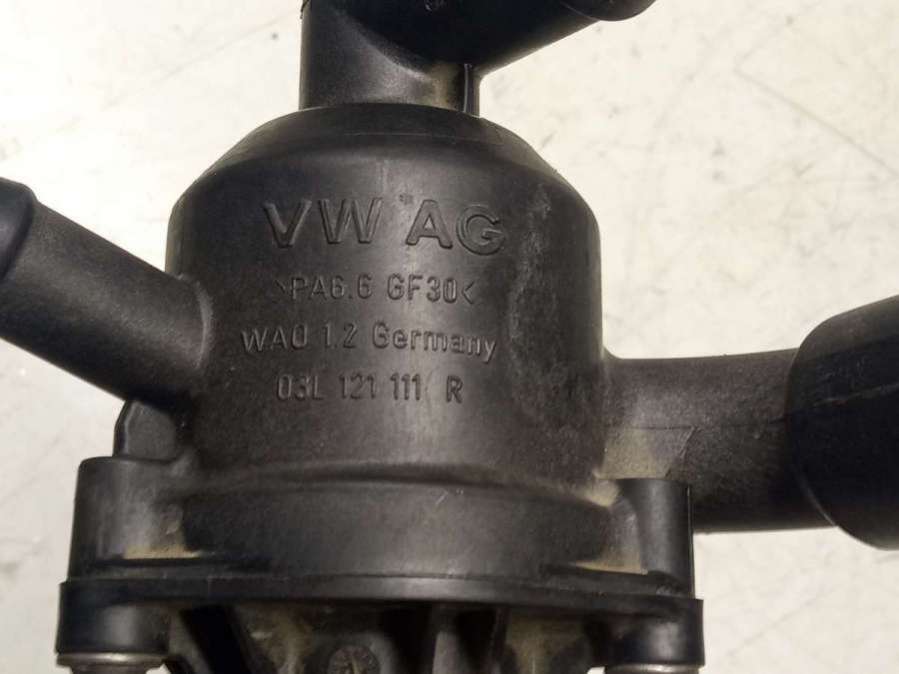 VW AG
>PA6.6 GF30<
WAO 1.2 Germany
03L 121 111 R